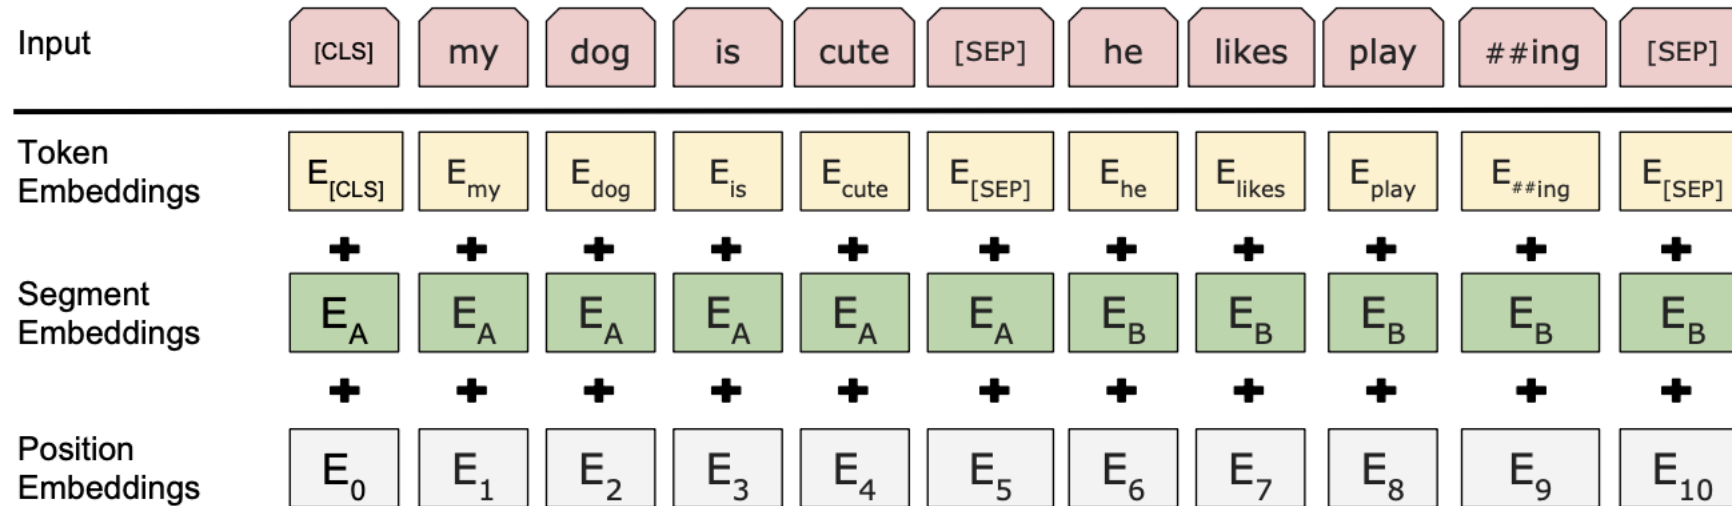 Input [CLS] my dog is cute [SEP] he likes play ##ing [SEP]
Token
Embeddings E[CLS] Emy Edog Eis Ecute E[SEP] Ehe Elikes Eplay E##ing E[SEP]
+ + + + + + + + + + +
Segment
Embeddings EA EA EA EA EA EA EB EB EB EB EB
+ + + + + + + + + + +
Position
Embeddings E0 E1 E2 E3 E4 E5 E6 E7 E8 E9 E10